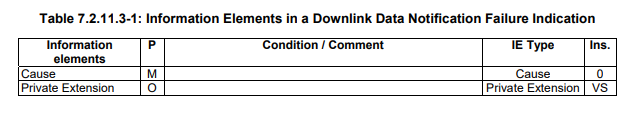 Table 7.2.11.3-1: Information Elements in a Downlink Data Notification Failure Indication
Information elements P Condition / Comment IE Type Ins.
Cause M Cause 0
Private Extension O Private Extension VS